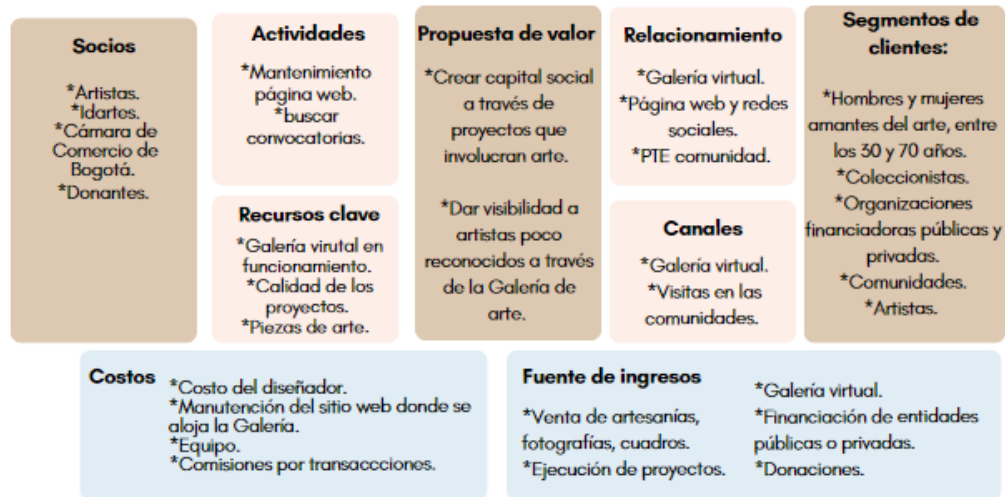 Socios
*Artistas.
*Idartes.
*Cámara de
Comercio de
Bogotá.
*Donantes.
Actividades
*Mantenimiento
página web.
*buscar
convocatorias.
Recursos clave
*Galería virutal en
funcionamiento.
*Calidad de los
proyectos.
*Piezas de arte.
Propuesta de valor
*Crear capital social
a través de
proyectos que
involucran arte.
*Dar visibilidad a
artistas poco
reconocidos a través
de la Galería de
arte.
Relacionamiento
*Galería virtual.
*Página web y redes
sociales.
*PTE comunidad.
Canales
*Galería virtual.
*Visitas en las
comunidades.
Segmentos de
clientes:
*Hombres y mujeres
amantes del arte, entre
los 30 y 70 años.
*Coleccionistas.
*Organizaciones
financiadoras públicas y
privadas.
*Comunidades.
*Artistas.
Costos
*Costo del diseñador.
*Manutención del sitio web donde se
aloja la Galería.
*Equipo.
*Comisiones por transaccciones.
Fuente de ingresos
*Venta de artesanías,
fotografías, cuadros.
*Ejecución de proyectos.
*Galería virtual.
*Financiación de entidades
públicas o privadas.
*Donaciones.